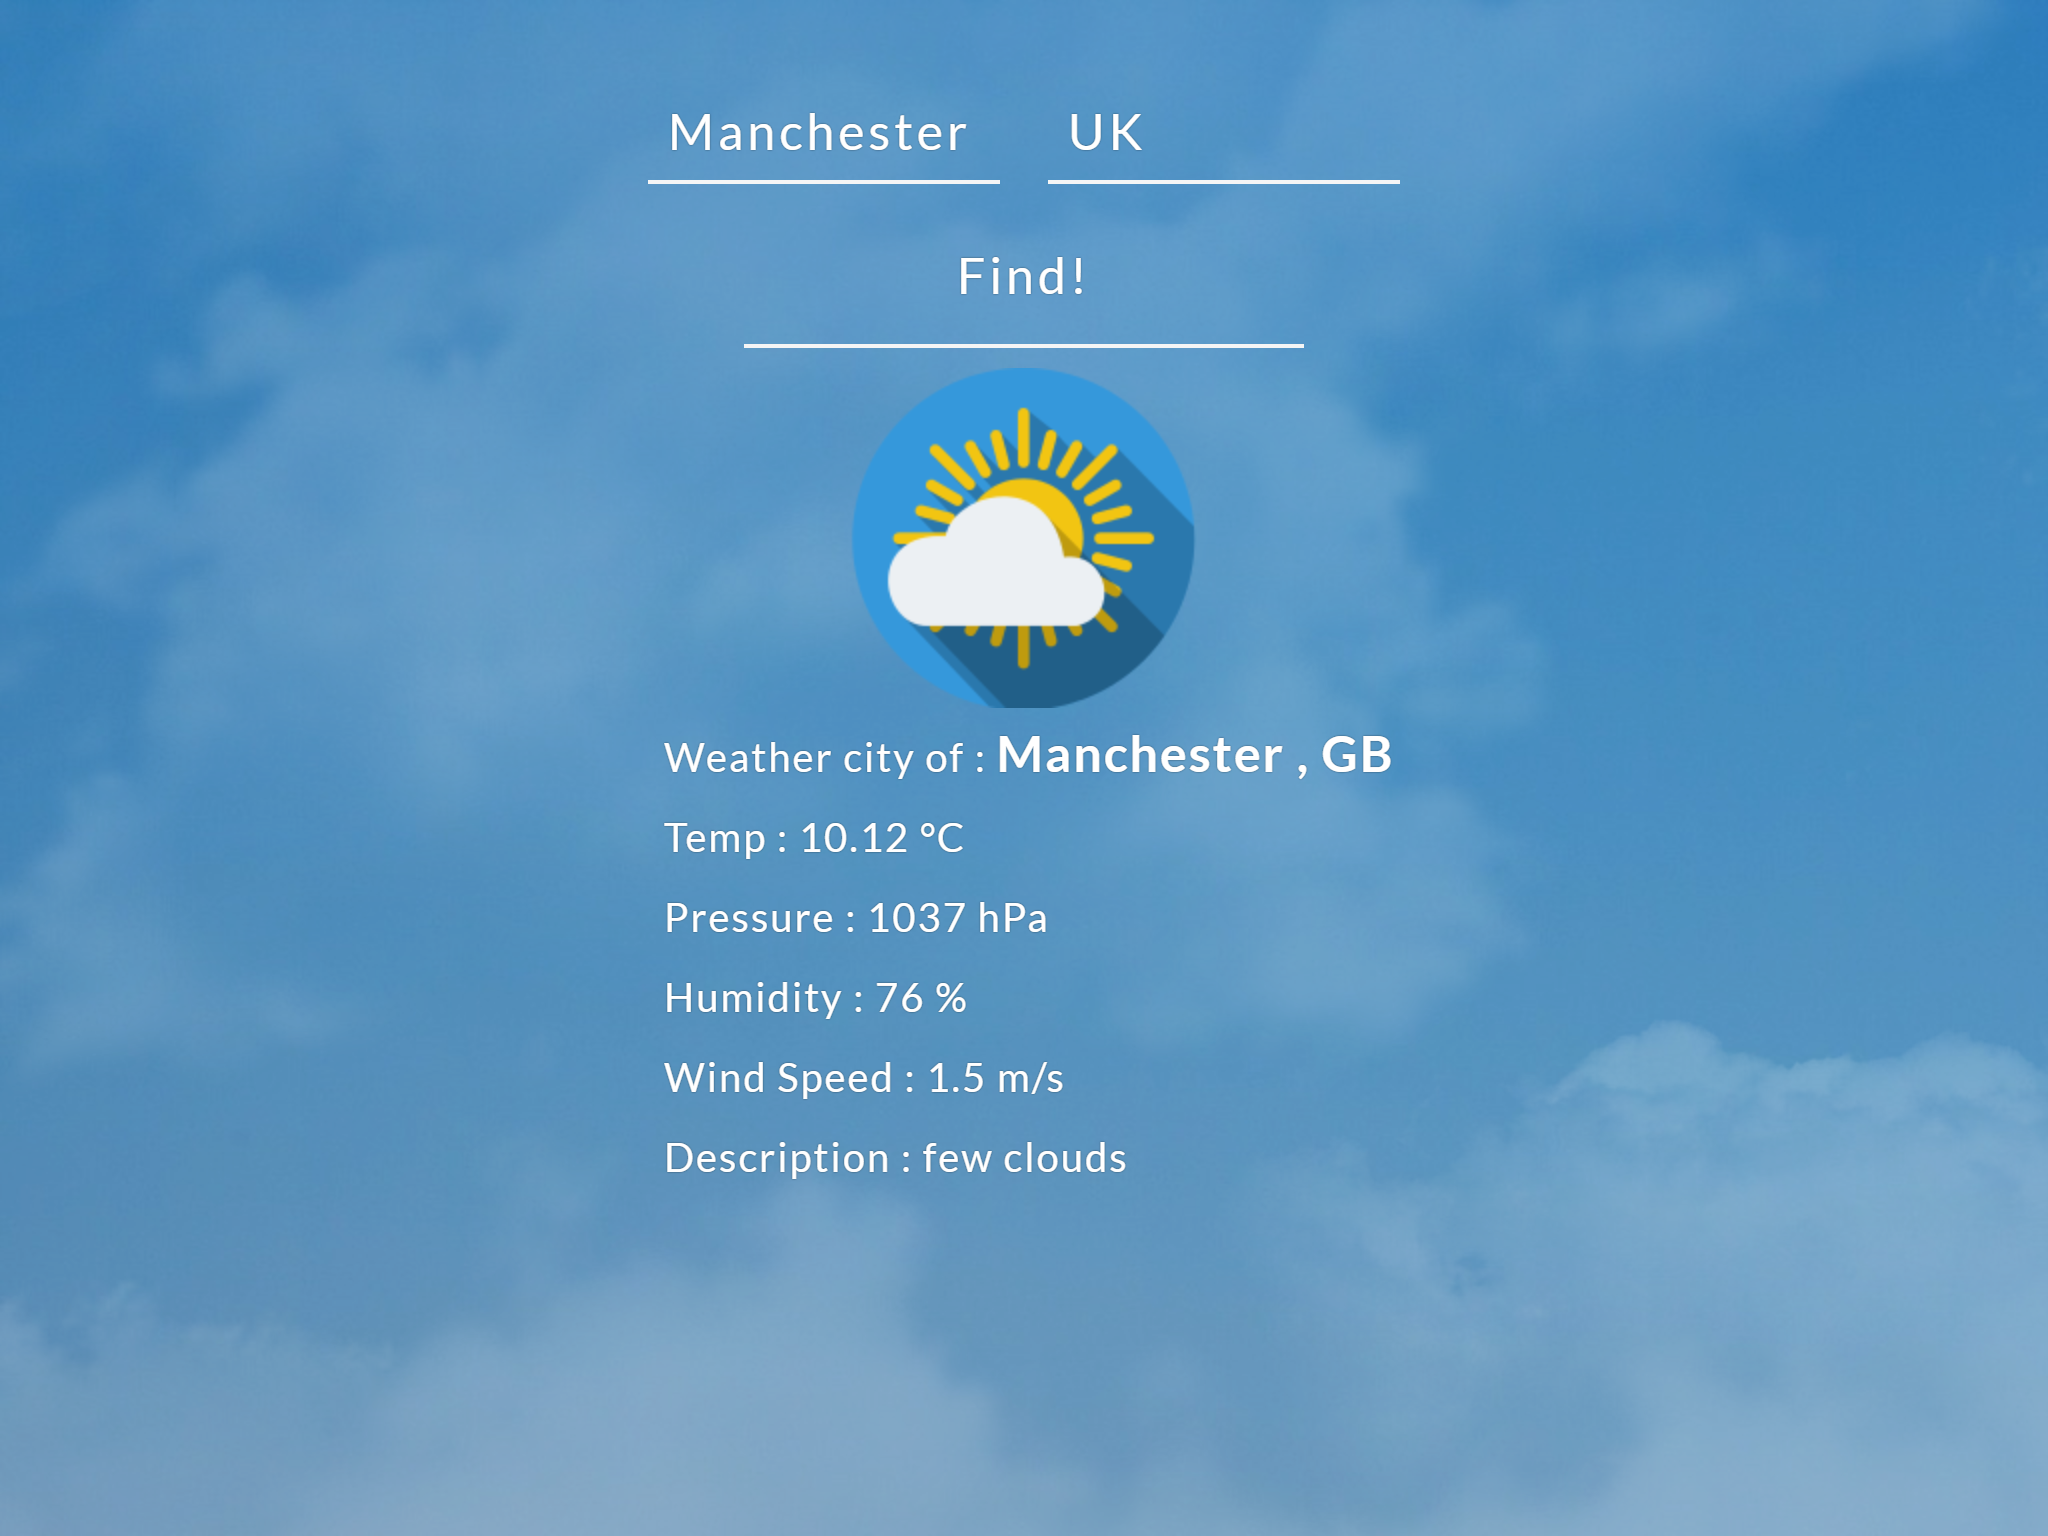 Manchester UK
Find!
Weather city of : Manchester , GB
Temp : 10.12 °C
Pressure : 1037 hPa
Humidity : 76 %
Wind Speed : 1.5 m/s
Description : few clouds